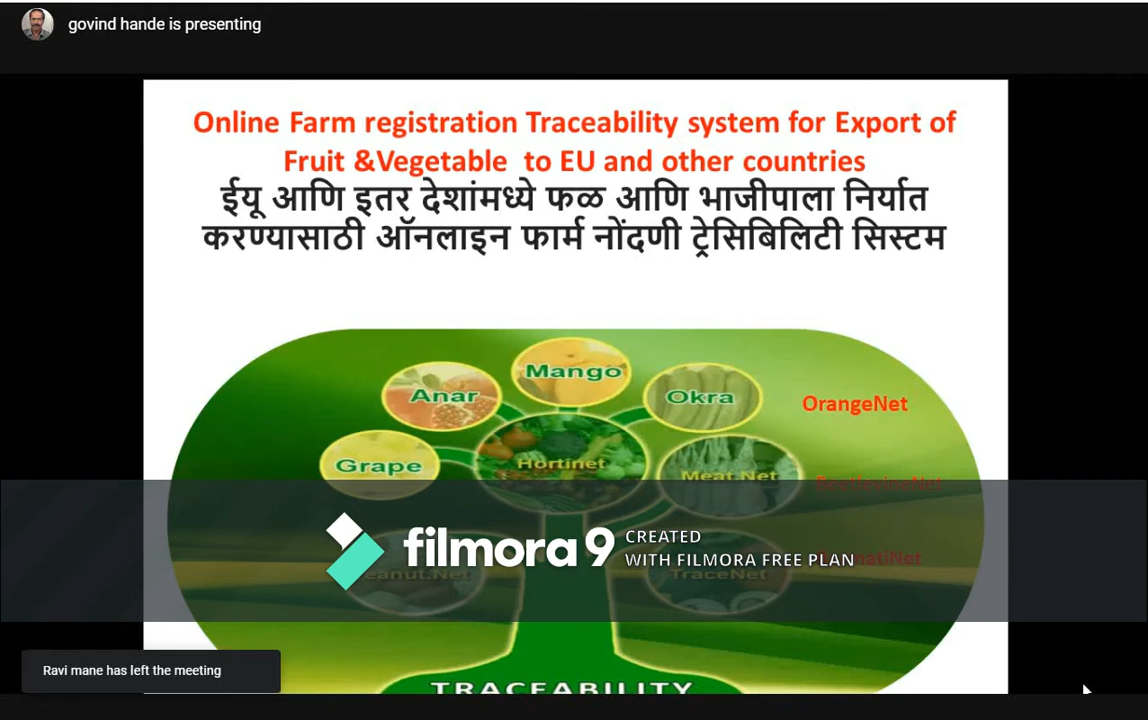 govind hande is presenting
Online Farm registration Traceability system for Export of
Fruit &Vegetable to EU and other countries
ईयू आणि इतर देशांमध्ये फळ आणि भाजीपाला निर्यात
करण्यासाठी ऑनलाइन फार्म नोंदणी ट्रेसिबिलिटी सिस्टम
Mango
Anar
Okra
OrangeNet
Grape
Hortinet
Meat.Net
filmora 9
CREATED
WITH FILMORA FREE PLAN
TraceNet
Ravi mane has left the meeting
TRACEABILITY